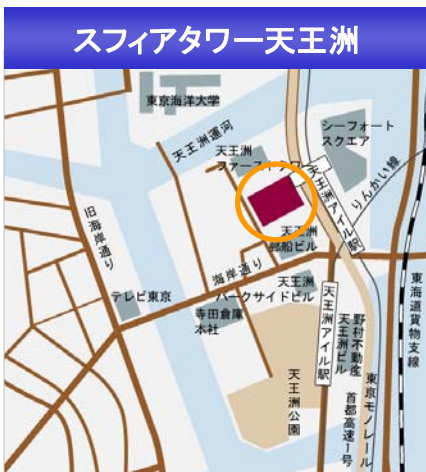 スフィアタワー天王洲
東京海洋大学
天王洲運河
シーフォート
スクエア
天王洲
ファーストタワー
天王洲アイル駅
りんかい線
旧海岸通り
天王洲
郵船ビル
海岸通り
テレビ東京
天王洲
パークサイドビル
寺田倉庫
本社
天王洲アイル駅
野村不動産
天王洲ビル
東海道貨物支線
天王洲公園
首都高速1号
東京モノレール